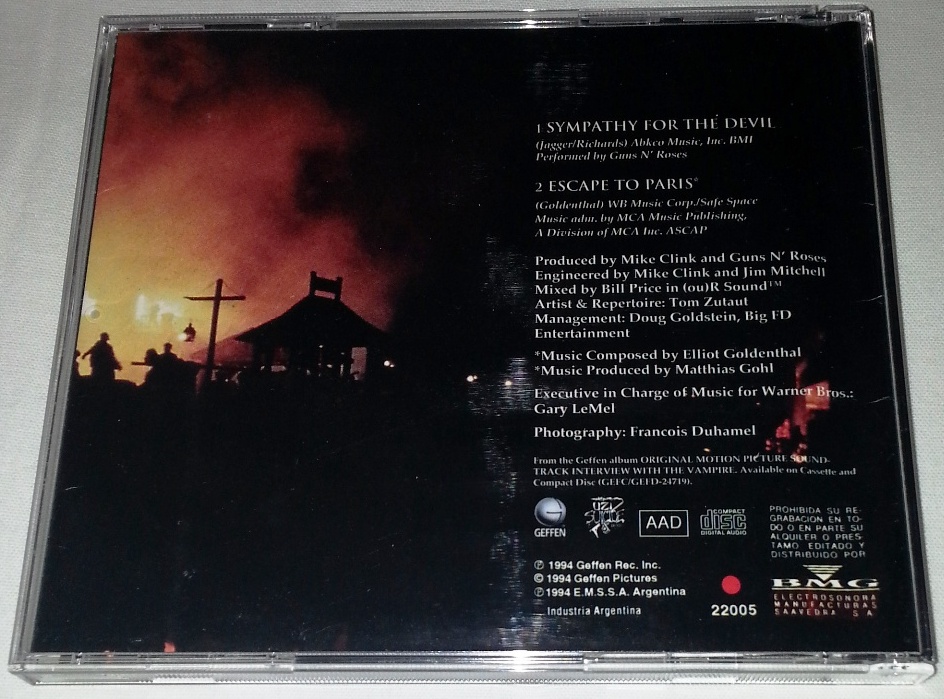 1 SYMPATHY FOR THE DEVIL
(Jagger/Richards) Abkco Music, Inc. BMI
Performed by Guns N' Roses
2 ESCAPE TO PARIS*
(Goldenthal) WB Music Corp./Safe Space
Music adm. by MCA Music Publishing,
A Division of MCA Inc. ASCAP
Produced by Mike Clink and Guns N' Roses
Engineered by Mike Clink and Jim Mitchell
Mixed by Bill Price in (ou)R Sound™
Artist & Repertoire: Tom Zutaut
Management: Doug Goldstein, Big FD
Entertainment
*Music Composed by Elliot Goldenthal
*Music Produced by Matthias Gohl
Executive in Charge of Music for Warner Bros.:
Gary LeMel
Photography: Francois Duhamel
From the Geffen album ORIGINAL MOTION PICTURE SOUND-
TRACK INTERVIEW WITH THE VAMPIRE. Available on Cassette and
Compact Disc (GEFC/GEFD-24719).
GEFFEN
UZI
SUICIDE
AAD
COMPACT
disc
DIGITAL AUDIO
PROHIBIDA SU RE-
GRABACION EN TO-
DO O EN PARTE SU
ALQUILER O PRES-
TAMO EDITADO Y
DISTRIBUIDO POR
BMG
ELECTROSONORA
MANUFACTURAS
SAAVEDRA S A
℗ 1994 Geffen Rec. Inc.
© 1994 Geffen Pictures
℗ 1994 E.M.S.S.A. Argentina
Industria Argentina
22005